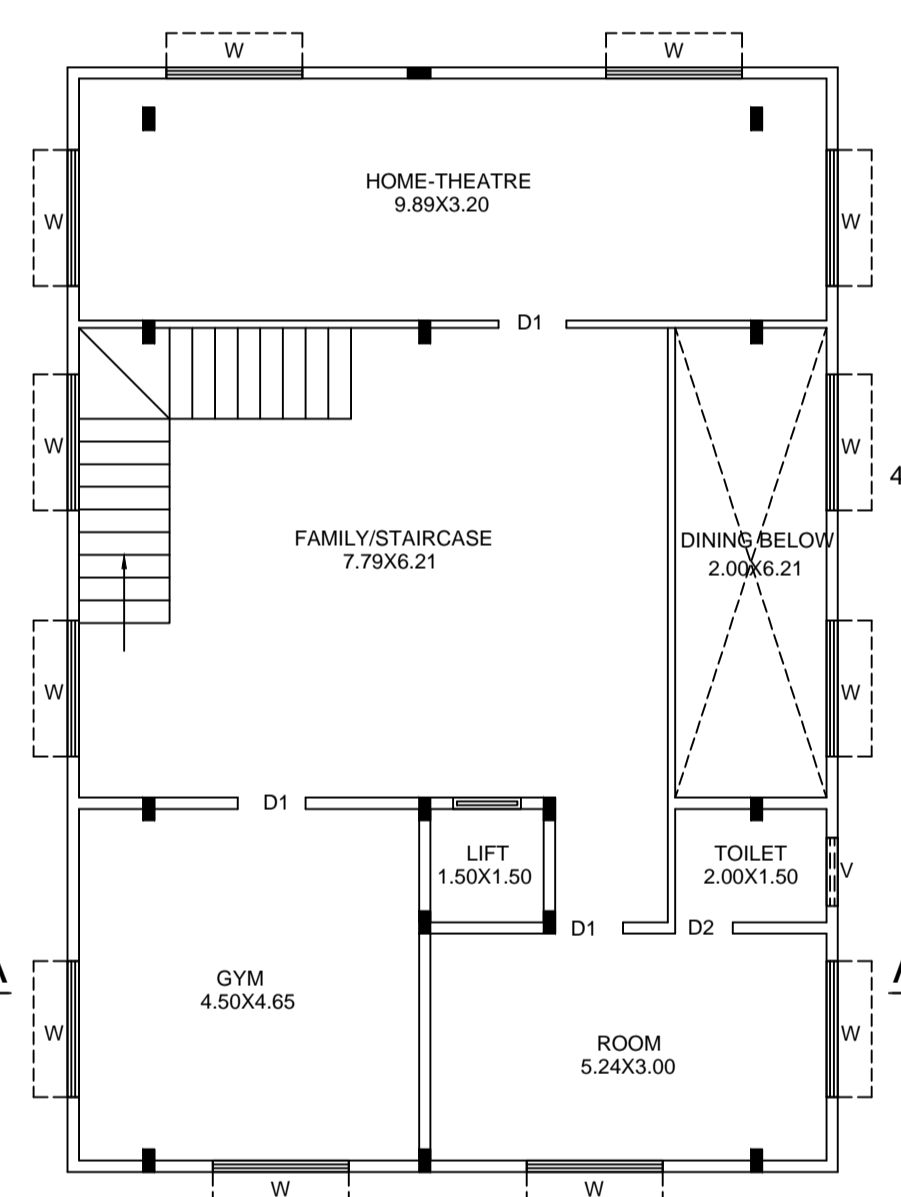 W
W
HOME-THEATRE
9.89X3.20
W
W
D1
W
W
4
FAMILY/STAIRCASE
7.79X6.21
DINING BELOW
2.00X6.21
W
W
D1
LIFT
1.50X1.50
TOILET
2.00X1.50
V
D1
D2
GYM
4.50X4.65
ROOM
5.24X3.00
W
W
W
W